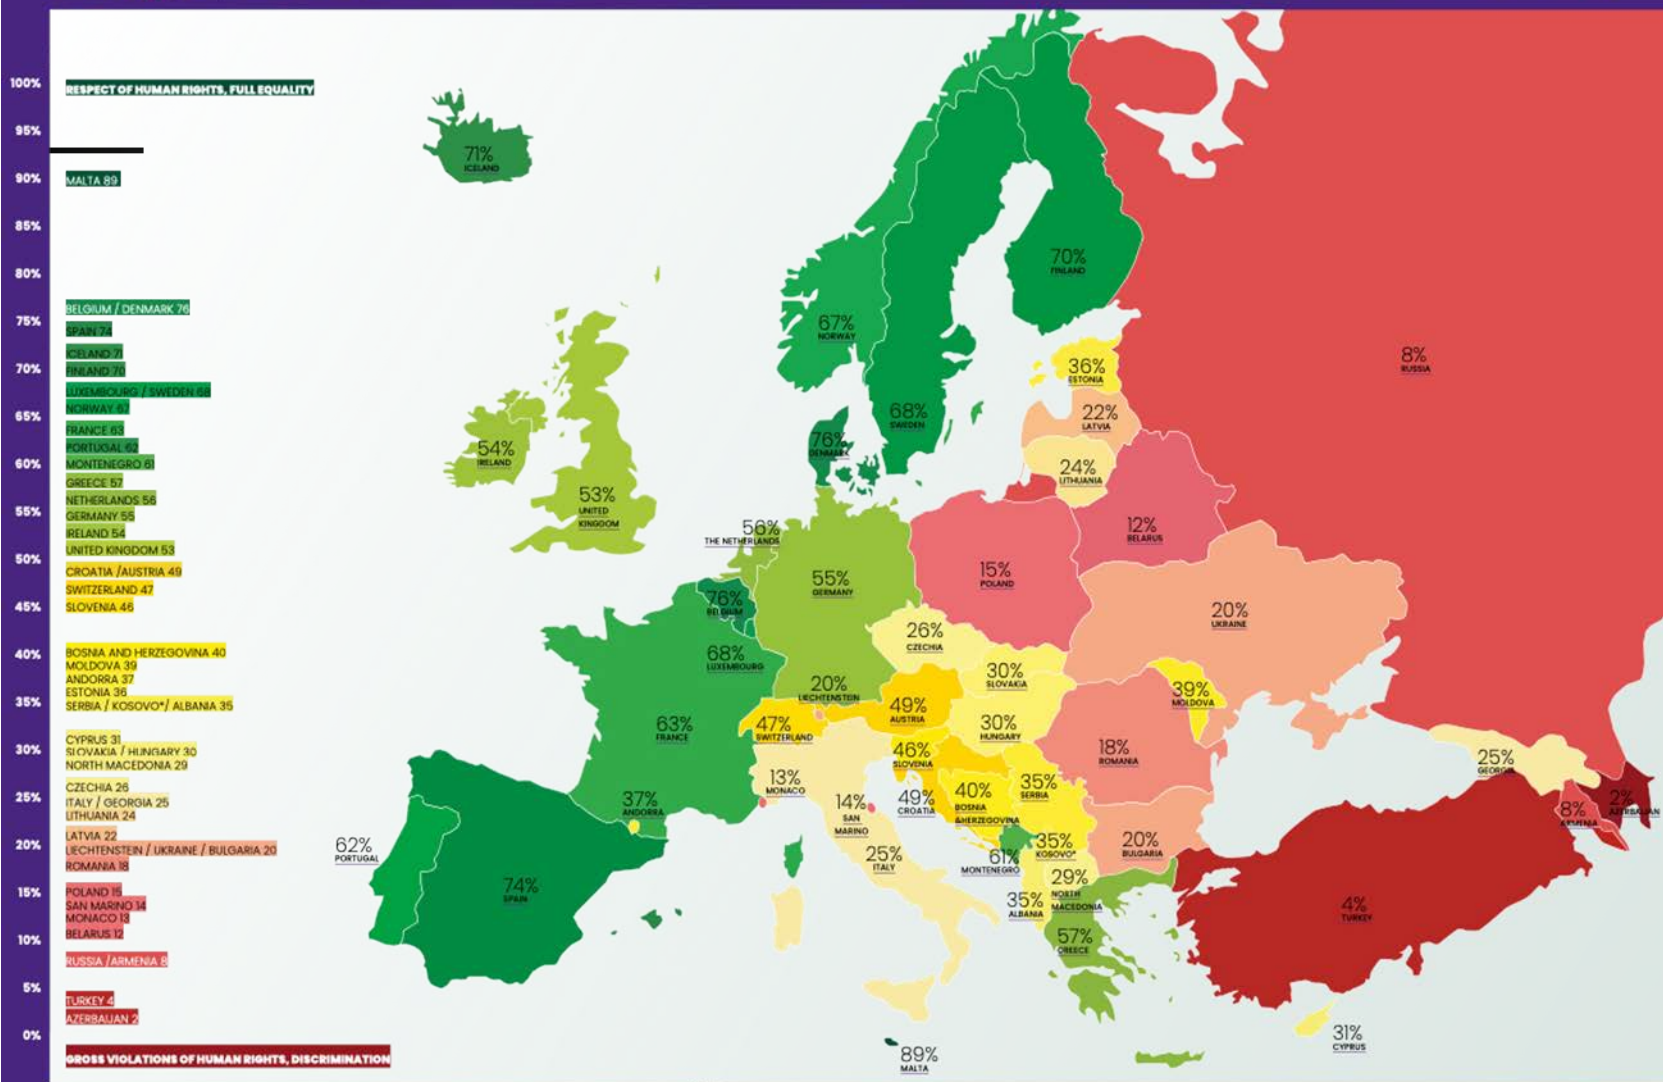 100%
RESPECT OF HUMAN RIGHTS, FULL EQUALITY
95%
90%
MALTA 89
85%
80%
BELGIUM / DENMARK 76
75%
SPAIN 74
ICELAND 71
70%
FINLAND 70
LUXEMBOURG / SWEDEN 68
NORWAY 67
65%
FRANCE 63
PORTUGAL 62
60%
MONTENEGRO 61
GREECE 57
NETHERLANDS 56
55%
GERMANY 55
IRELAND 54
UNITED KINGDOM 53
50%
CROATIA /AUSTRIA 49
SWITZERLAND 47
45%
SLOVENIA 46
40%
BOSNIA AND HERZEGOVINA 40
MOLDOVA 39
ANDORRA 37
ESTONIA 36
35%
SERBIA / KOSOVO*/ ALBANIA 35
CYPRUS 31
30%
SLOVAKIA / HUNGARY 30
NORTH MACEDONIA 29
CZECHIA 26
25%
ITALY / GEORGIA 25
LITHUANIA 24
LATVIA 22
20%
LIECHTENSTEIN / UKRAINE / BULGARIA 20
ROMANIA 18
15%
POLAND 15
SAN MARINO 14
MONACO 13
BELARUS 12
10%
RUSSIA /ARMENIA 8
5%
TURKEY 4
AZERBAIJAN 2
0%
GROSS VIOLATIONS OF HUMAN RIGHTS, DISCRIMINATION
71%
ICELAND
70%
FINLAND
67%
NORWAY
68%
SWEDEN
8%
RUSSIA
36%
ESTONIA
22%
LATVIA
24%
LITHUANIA
76%
DENMARK
54%
IRELAND
53%
UNITED
KINGDOM
56%
THE NETHERLANDS
12%
BELARUS
15%
POLAND
55%
GERMANY
76%
BELGIUM
20%
UKRAINE
26%
CZECHIA
68%
LUXEMBOURG
30%
SLOVAKIA
20%
LIECHTENSTEIN
39%
MOLDOVA
49%
AUSTRIA
63%
FRANCE
47%
SWITZERLAND
30%
HUNGARY
46%
SLOVENIA
18%
ROMANIA
25%
GEORGIA
13%
MONACO
35%
SERBIA
40%
BOSNIA
&HERZEGOVINA
49%
CROATIA
37%
ANDORRA
14%
SAN
MARINO
8%
ARMENIA
2%
AZERBAIJAN
62%
PORTUGAL
35%
KOSOVO*
20%
BULGARIA
61%
MONTENEGRO
25%
ITALY
74%
SPAIN
29%
NORTH
MACEDONIA
35%
ALBANIA
4%
TURKEY
57%
GREECE
31%
CYPRUS
89%
MALTA